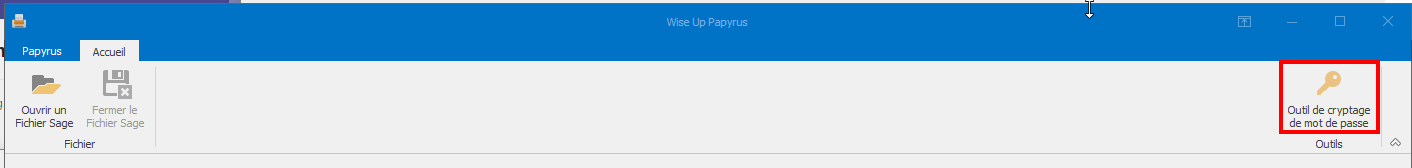 Wise Up Papyrus
Papyrus
Accueil
Ouvrir un
Fichier Sage
Fermer le
Fichier Sage
Fichier
Outil de cryptage
de mot de passe
Outils